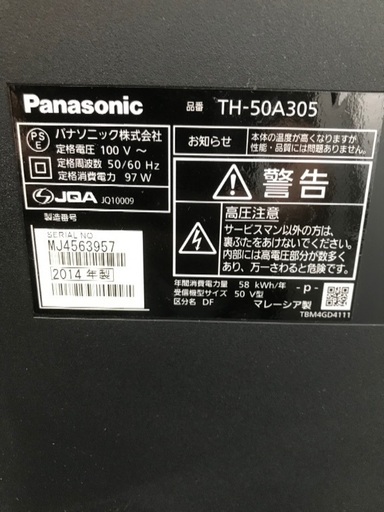 Panasonic
品番 TH-50A305
PS
E
パナソニック株式会社
定格電圧 100 V ～
定格周波数 50/60 Hz
定格消費電力 97 W
JQA JQ10009
製造番号
SERIAL NO
MJ4563957
2014 年製
お知らせ
本体の温度が高くなりますが
性能・品質には問題ありません
警告
高圧注意
サービスマン以外の方は、
裏ぶたをあけないでください。
内部には高電圧部分が数多く
あり、万一さわると危険です。
年間消費電力量 58 kWh/年
受信機型サイズ 50 V型
区分名 DF
-p-
マレーシア製
TBM4GD4111